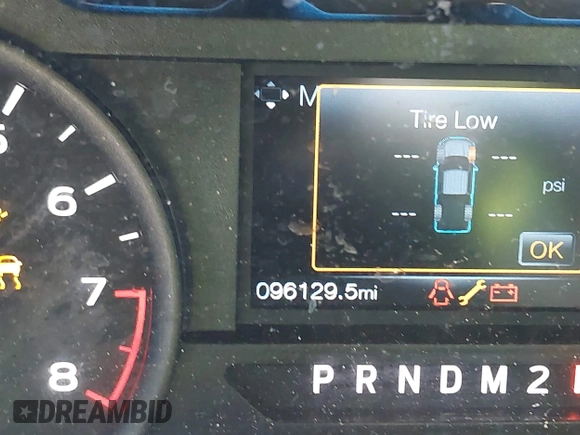 M
Tire Low
--- ---
psi
--- ---
OK
5
6
7
8
096129.5mi
P R N D M 2
DREAMBID